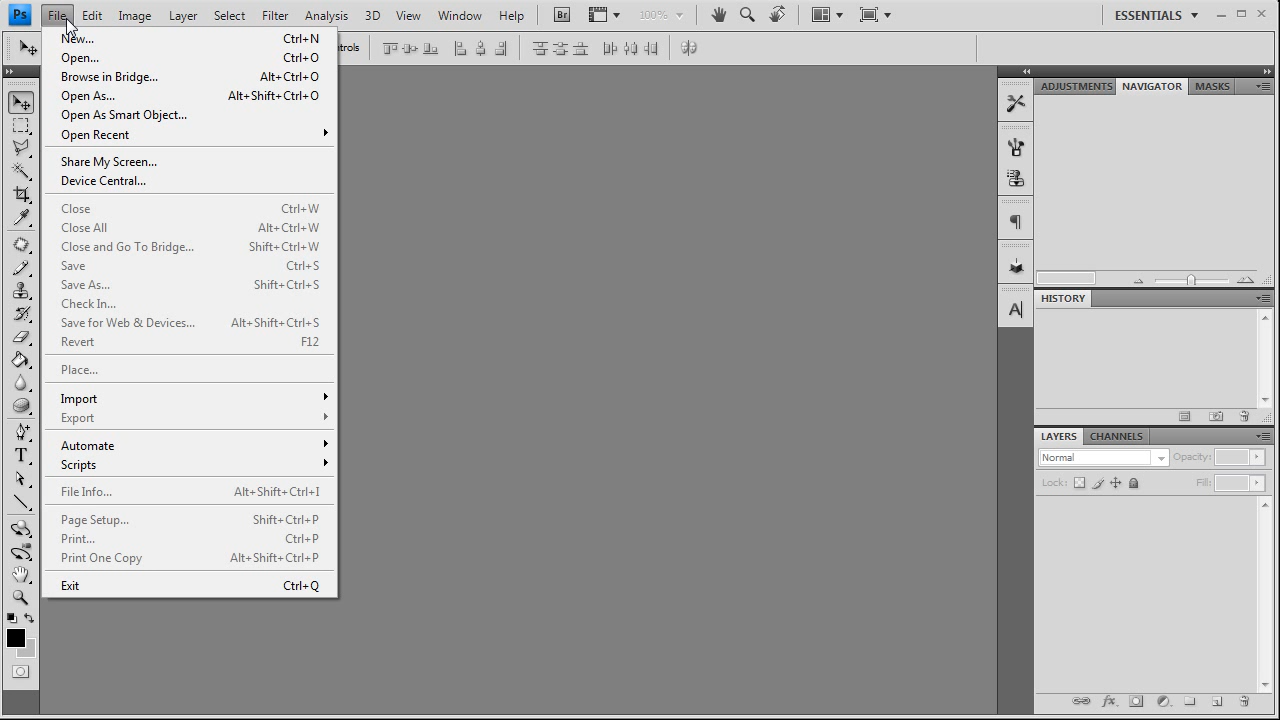 Ps File Edit Image Layer Select Filter Analysis 3D View Window Help Br 100% ESSENTIALS
New... Ctrl+N
Open... Ctrl+O
Browse in Bridge... Alt+Ctrl+O
Open As... Alt+Shift+Ctrl+O
Open As Smart Object...
Open Recent
Share My Screen...
Device Central...
Close Ctrl+W
Close All Alt+Ctrl+W
Close and Go To Bridge... Shift+Ctrl+W
Save Ctrl+S
Save As... Shift+Ctrl+S
Check In...
Save for Web & Devices... Alt+Shift+Ctrl+S
Revert F12
Place...
Import
Export
Automate
Scripts
File Info... Alt+Shift+Ctrl+I
Page Setup... Shift+Ctrl+P
Print... Ctrl+P
Print One Copy Alt+Shift+Ctrl+P
Exit Ctrl+Q
ADJUSTMENTS NAVIGATOR MASKS
HISTORY
LAYERS CHANNELS
Normal Opacity:
Lock: Fill: